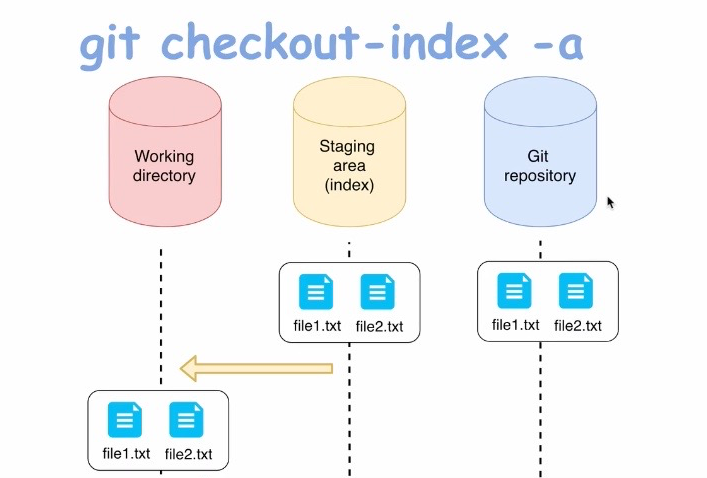 git checkout-index -a
Working
directory
Staging
area
(index)
Git
repository
file1.txt file2.txt
file1.txt file2.txt
file1.txt file2.txt